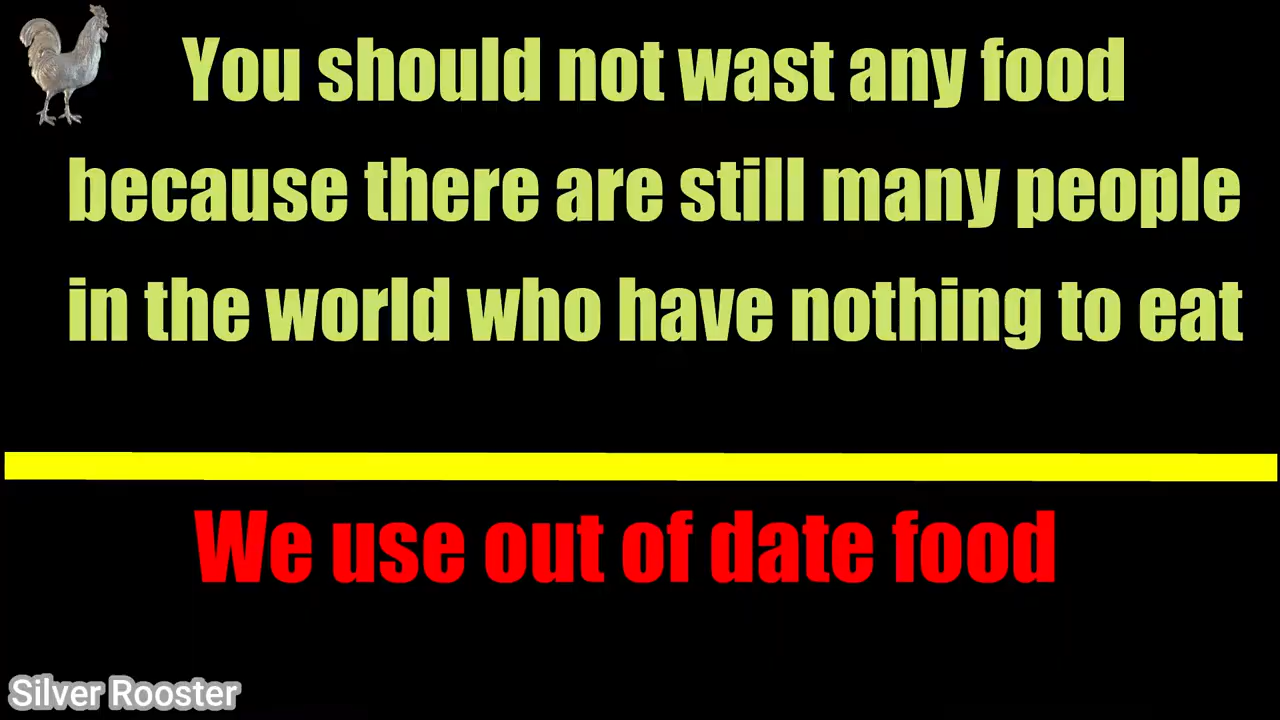 You should not wast any food
because there are still many people
in the world who have nothing to eat
We use out of date food
Silver Rooster